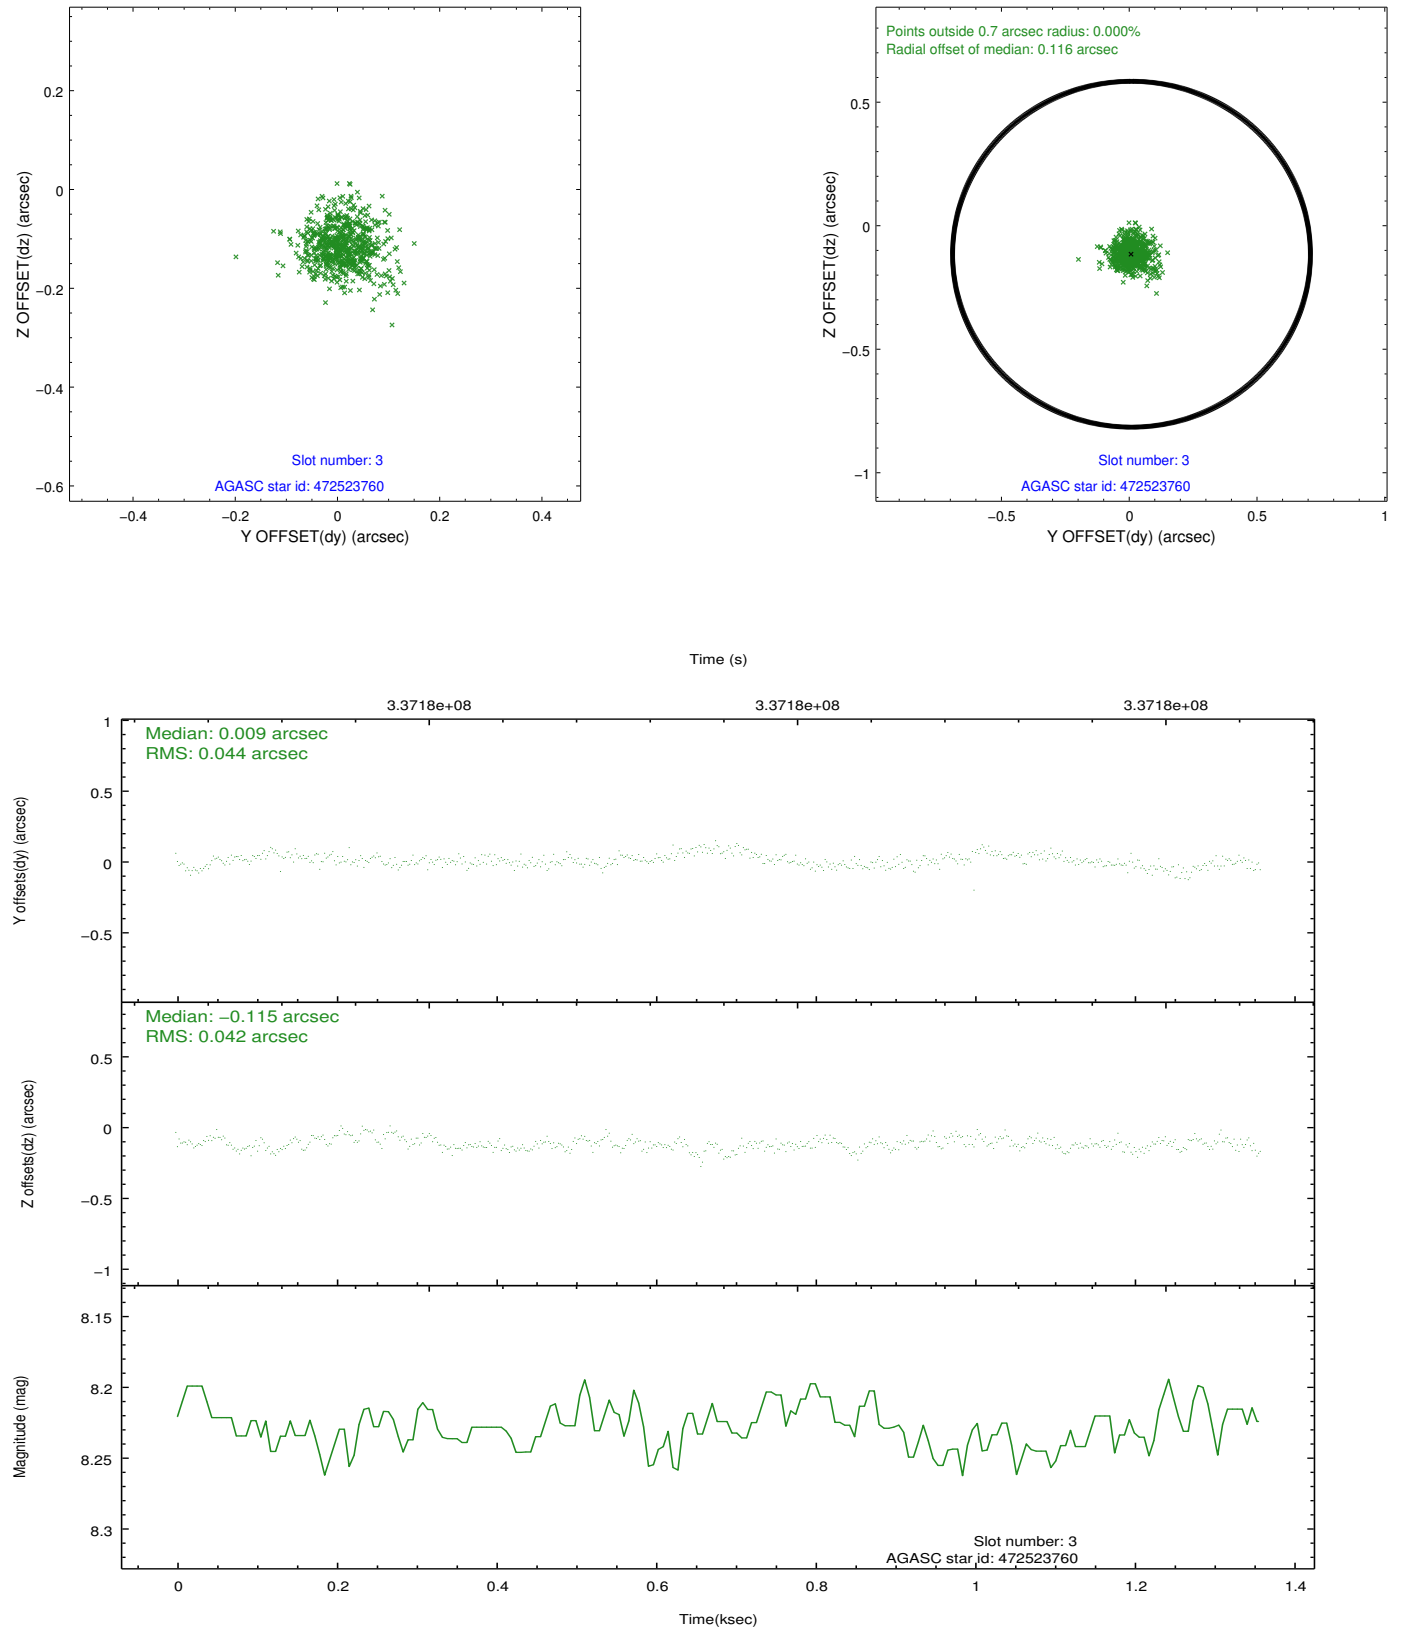 0.2
0
−0.2
−0.4
−0.6
Z OFFSET(dz) (arcsec)
Slot number: 3
AGASC star id: 472523760
−0.4 −0.2 0 0.2 0.4
Y OFFSET(dy) (arcsec)
Points outside 0.7 arcsec radius: 0.000%
Radial offset of median: 0.116 arcsec
0.5
0
−0.5
−1
Z OFFSET(dz) (arcsec)
Slot number: 3
AGASC star id: 472523760
−0.5 0 0.5 1
Y OFFSET(dy) (arcsec)
Time (s)
3.3718e+08 3.3718e+08 3.3718e+08
Median: 0.009 arcsec
RMS: 0.044 arcsec
1
0.5
0
−0.5
Y offsets(dy) (arcsec)
Median: −0.115 arcsec
RMS: 0.042 arcsec
0.5
0
−0.5
−1
Z offsets(dz) (arcsec)
8.15
8.2
8.25
8.3
Magnitude (mag)
Slot number: 3
AGASC star id: 472523760
0 0.2 0.4 0.6 0.8 1 1.2 1.4
Time(ksec)